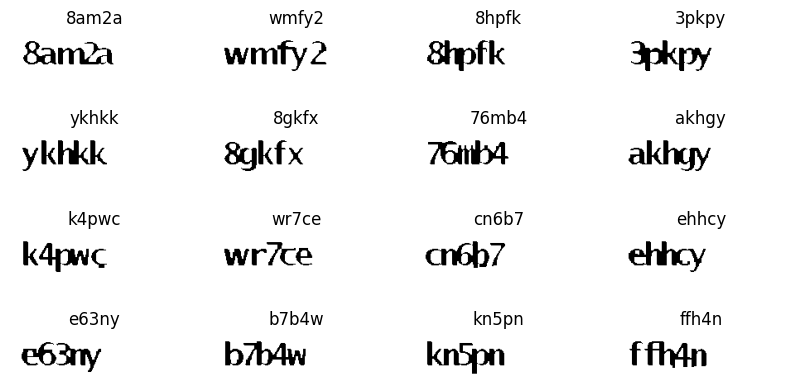 8am2a wmfy2 8hpfk 3pkpy
8am2a wmfy2 8hpfk 3pkpy
ykhkk 8gkfx 76mb4 akhgy
ykhkk 8gkfx 76mb4 akhgy
k4pwc wr7ce cn6b7 ehhcy
k4pwc wr7ce cn6b7 ehhcy
e63ny b7b4w kn5pn ffh4n
e63ny b7b4w kn5pn ffh4n